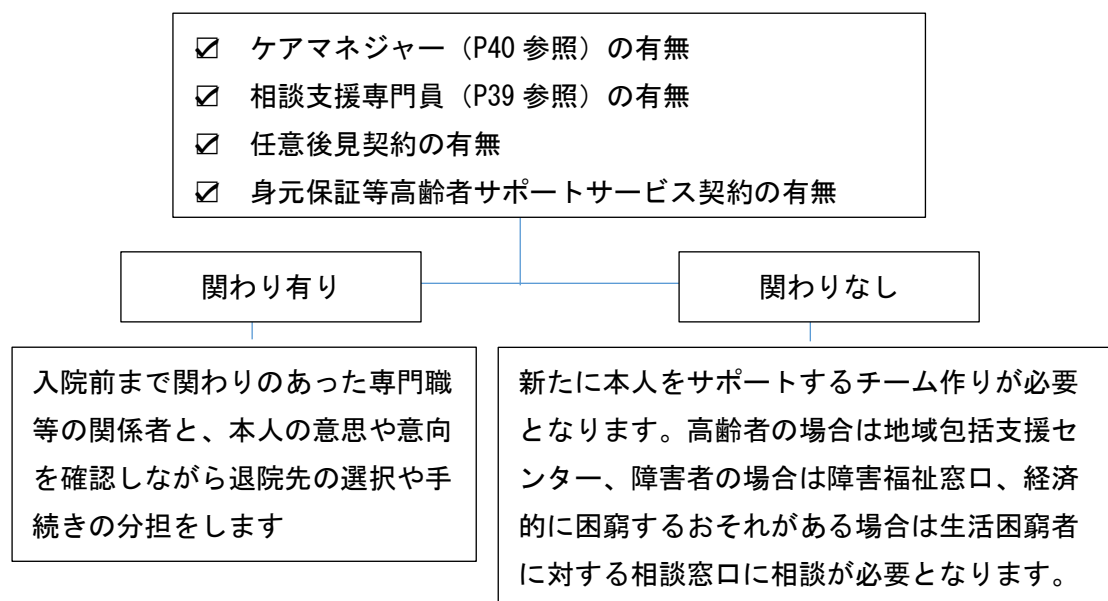 ☑ ケアマネジャー（P40 参照）の有無
☑ 相談支援専門員（P39 参照）の有無
☑ 任意後見契約の有無
☑ 身元保証等高齢者サポートサービス契約の有無
関わり有り
関わりなし
入院前まで関わりのあった専門職
等の関係者と、本人の意思や意向
を確認しながら退院先の選択や手
続きの分担をします
新たに本人をサポートするチーム作りが必要
となります。高齢者の場合は地域包括支援セ
ンター、障害者の場合は障害福祉窓口、経済
的に困窮するおそれがある場合は生活困窮者
に対する相談窓口に相談が必要となります。